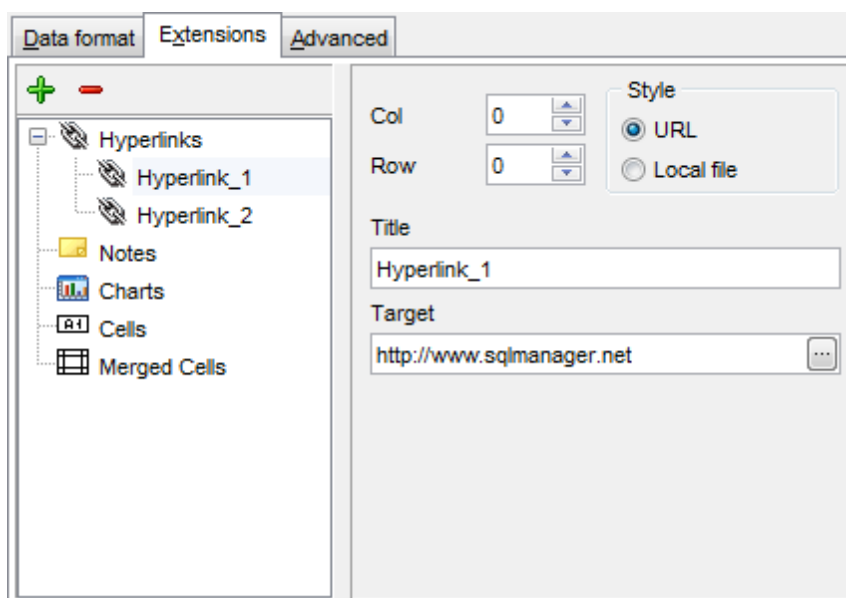 Data format Extensions Advanced
Hyperlinks
Hyperlink_1
Hyperlink_2
Notes
Charts
Cells
Merged Cells
Col 0
Row 0
Style
URL
Local file
Title
Hyperlink_1
Target
http://www.sqlmanager.net ...